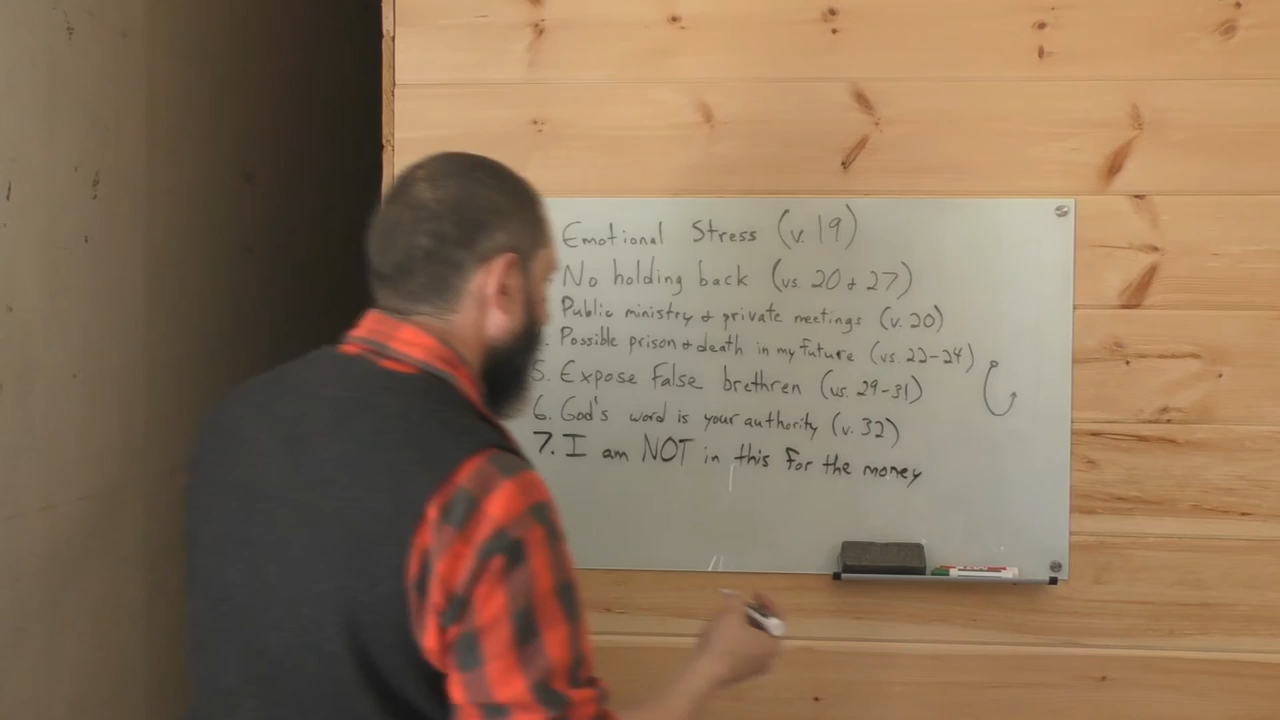 Emotional Stress (v. 19)
No holding back (vs. 20 & 27)
Public ministry & private meetings (v. 20)
. Possible prison & death in my future (vs. 22-24)
5. Expose false brethren (vs. 29-31)
6. God's word is your authority (v. 32)
7. I am NOT in this for the money